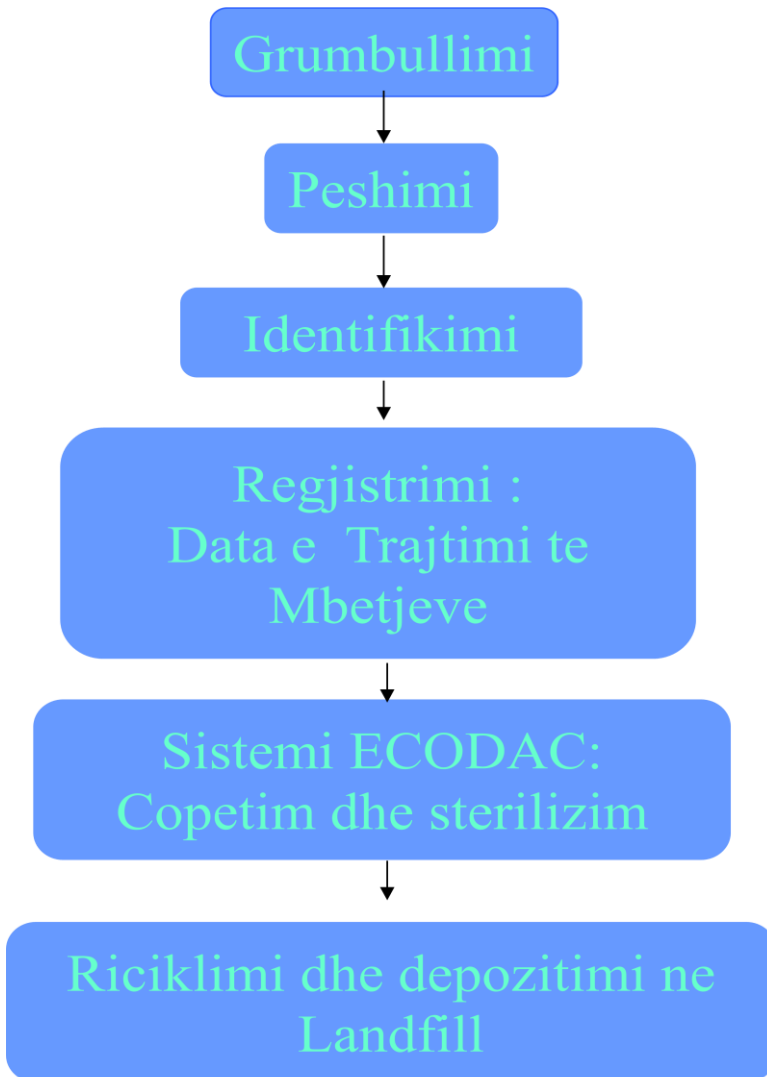 Grumbullimi
Peshimi
Identifikimi
Regjistrimi :
Data e  Trajtimi te
Mbetjeve
Sistemi ECODAC:
Copetim dhe sterilizim
Riciklimi dhe depozitimi ne
Landfill